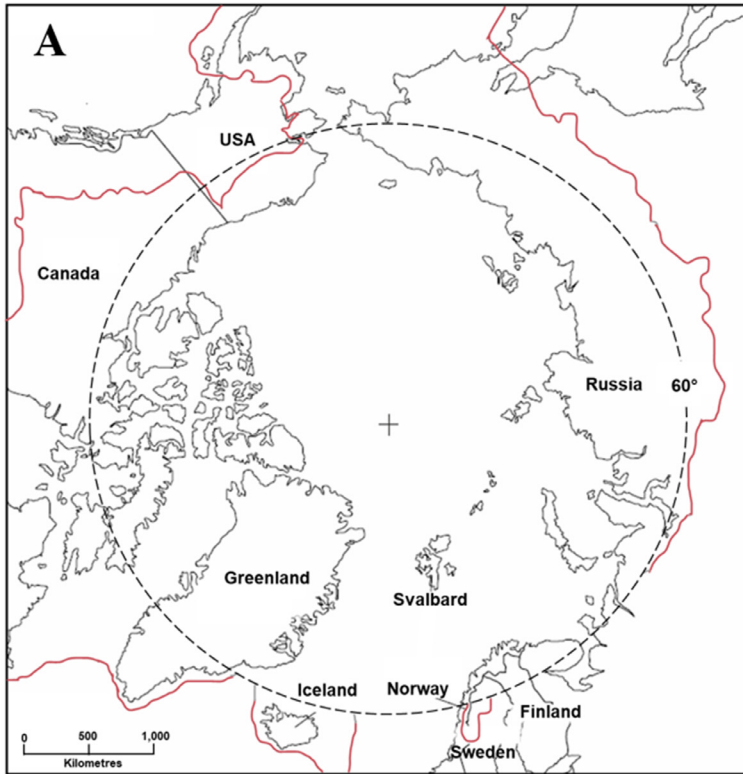 A
USA
Canada
Russia
60°
Greenland
Svalbard
Iceland
Norway
Finland
Sweden
0 500 1,000
Kilometres